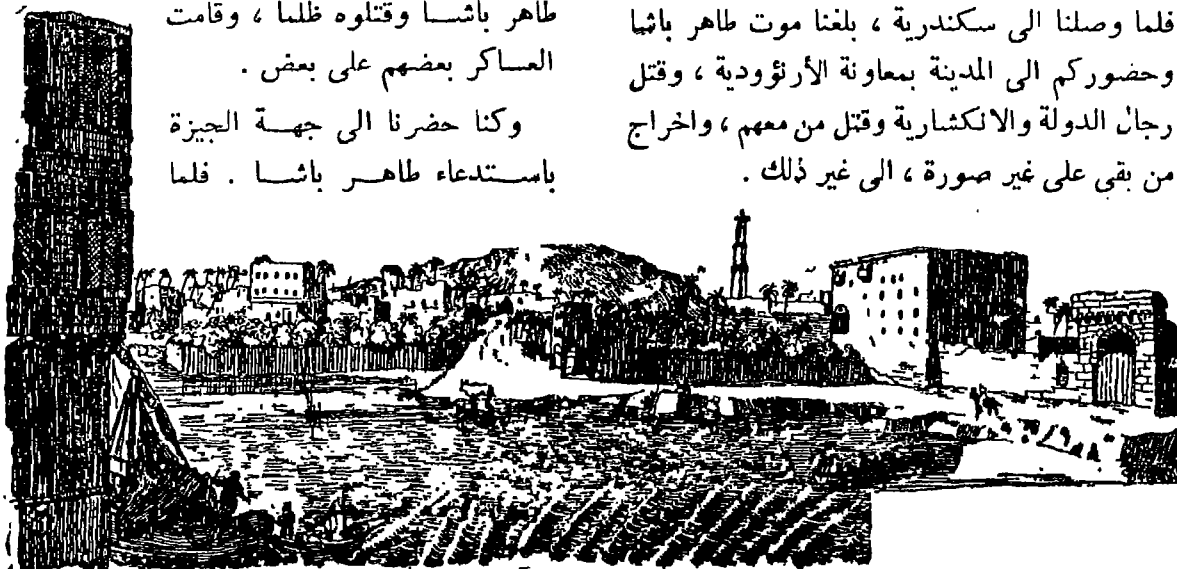 فلما وصلنا الى سكندرية ، بلغنا موت طاهر باشا
وحضوركم الى المدينة بمعاونة الأرنؤودية ، وقتل
رجال الدولة والانكشارية وقتل من معهم ، واخراج
من بقى على غير صورة ، الى غير ذلك .
طاهر باشا وقتلوه ظلما ، وقامت
العساكر بعضهم على بعض .
وكنا حضرنا الى جهة الجيزة
باستدعاء طاهر باشا . فلما